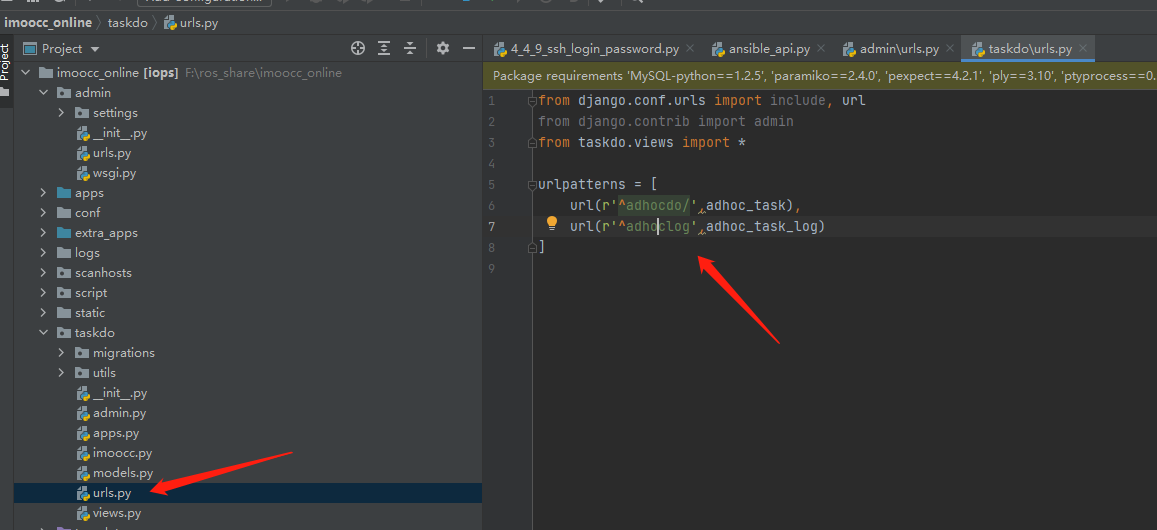 Add Configuration...
imoocc_online taskdo urls.py
Project
Project
imoocc_online [iops] F:\ros_share\imoocc_online
admin
settings
__init__.py
urls.py
wsgi.py
apps
conf
extra_apps
logs
scanhosts
script
static
taskdo
migrations
utils
__init__.py
admin.py
apps.py
imoocc.py
models.py
urls.py
views.py
4_4_9_ssh_login_password.py ansible_api.py admin\urls.py taskdo\urls.py
Package requirements 'MySQL-python==1.2.5', 'paramiko==2.4.0', 'pexpect==4.2.1', 'ply==3.10', 'ptyprocess==0.
1 from django.conf.urls import include, url
2 from django.contrib import admin
3 from taskdo.views import *
4
5 urlpatterns = [
6 url(r'^adhocdo/',adhoc_task),
7 url(r'^adhoclog',adhoc_task_log)
8 ]
9